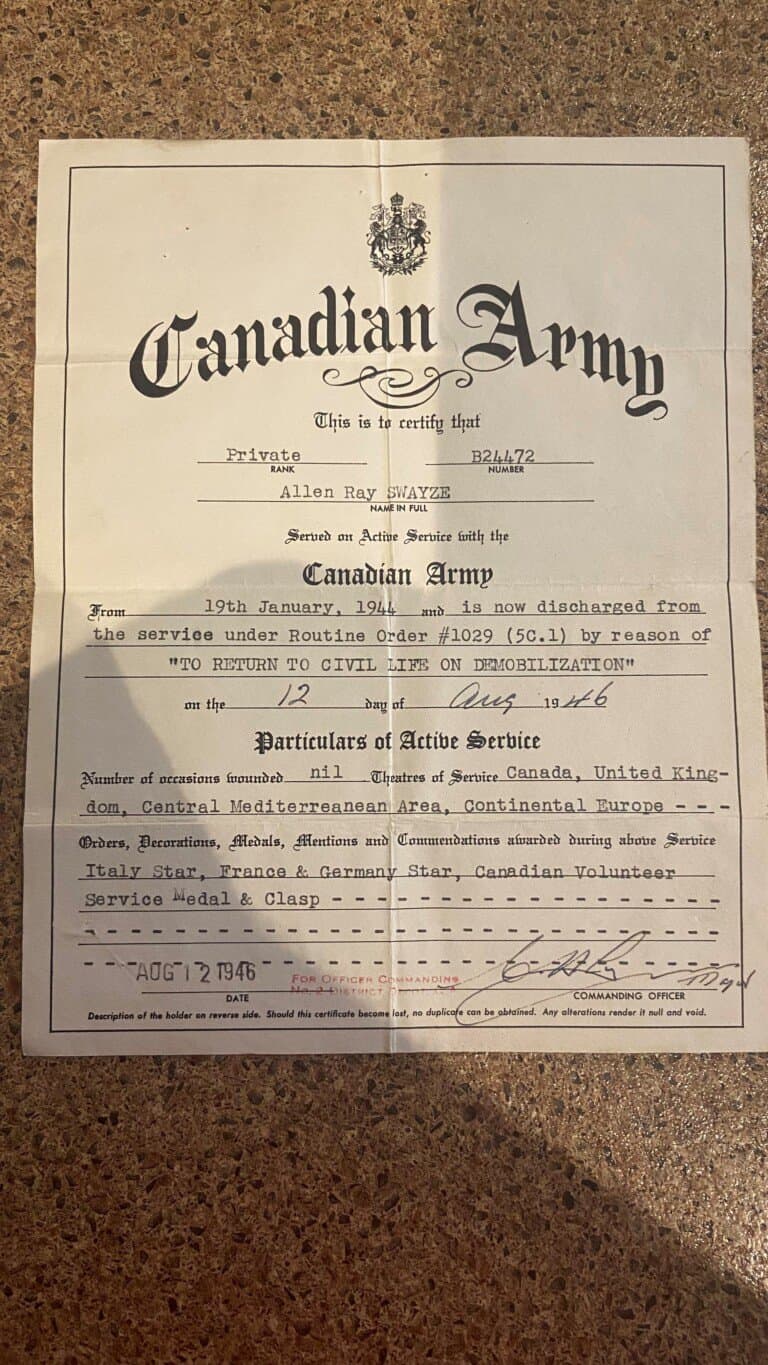 Canadian Army
This is to certify that
Private B24472
RANK NUMBER
Allen Ray SWAYZE
NAME IN FULL
Served on Active Service with the
Canadian Army
From 19th January, 1944 and is now discharged from
the service under Routine Order #1029 (5C.1) by reason of
"TO RETURN TO CIVIL LIFE ON DEMOBILIZATION"
on the 12 day of Aug 1946
Particulars of Active Service
Number of occasions wounded nil Theatres of Service Canada, United King-
dom, Central Mediterreanean Area, Continental Europe - - -
Orders, Decorations, Medals, Mentions and Commendations awarded during above Service
Italy Star, France & Germany Star, Canadian Volunteer
Service Medal & Clasp - - - - - - - - - - - - - - - - -
AUG 12 1946 FOR OFFICER COMMANDING
No. 2 DISTRICT DEPOT Major
DATE COMMANDING OFFICER
Description of the holder on reverse side. Should this certificate become lost, no duplicate can be obtained. Any alterations render it null and void.